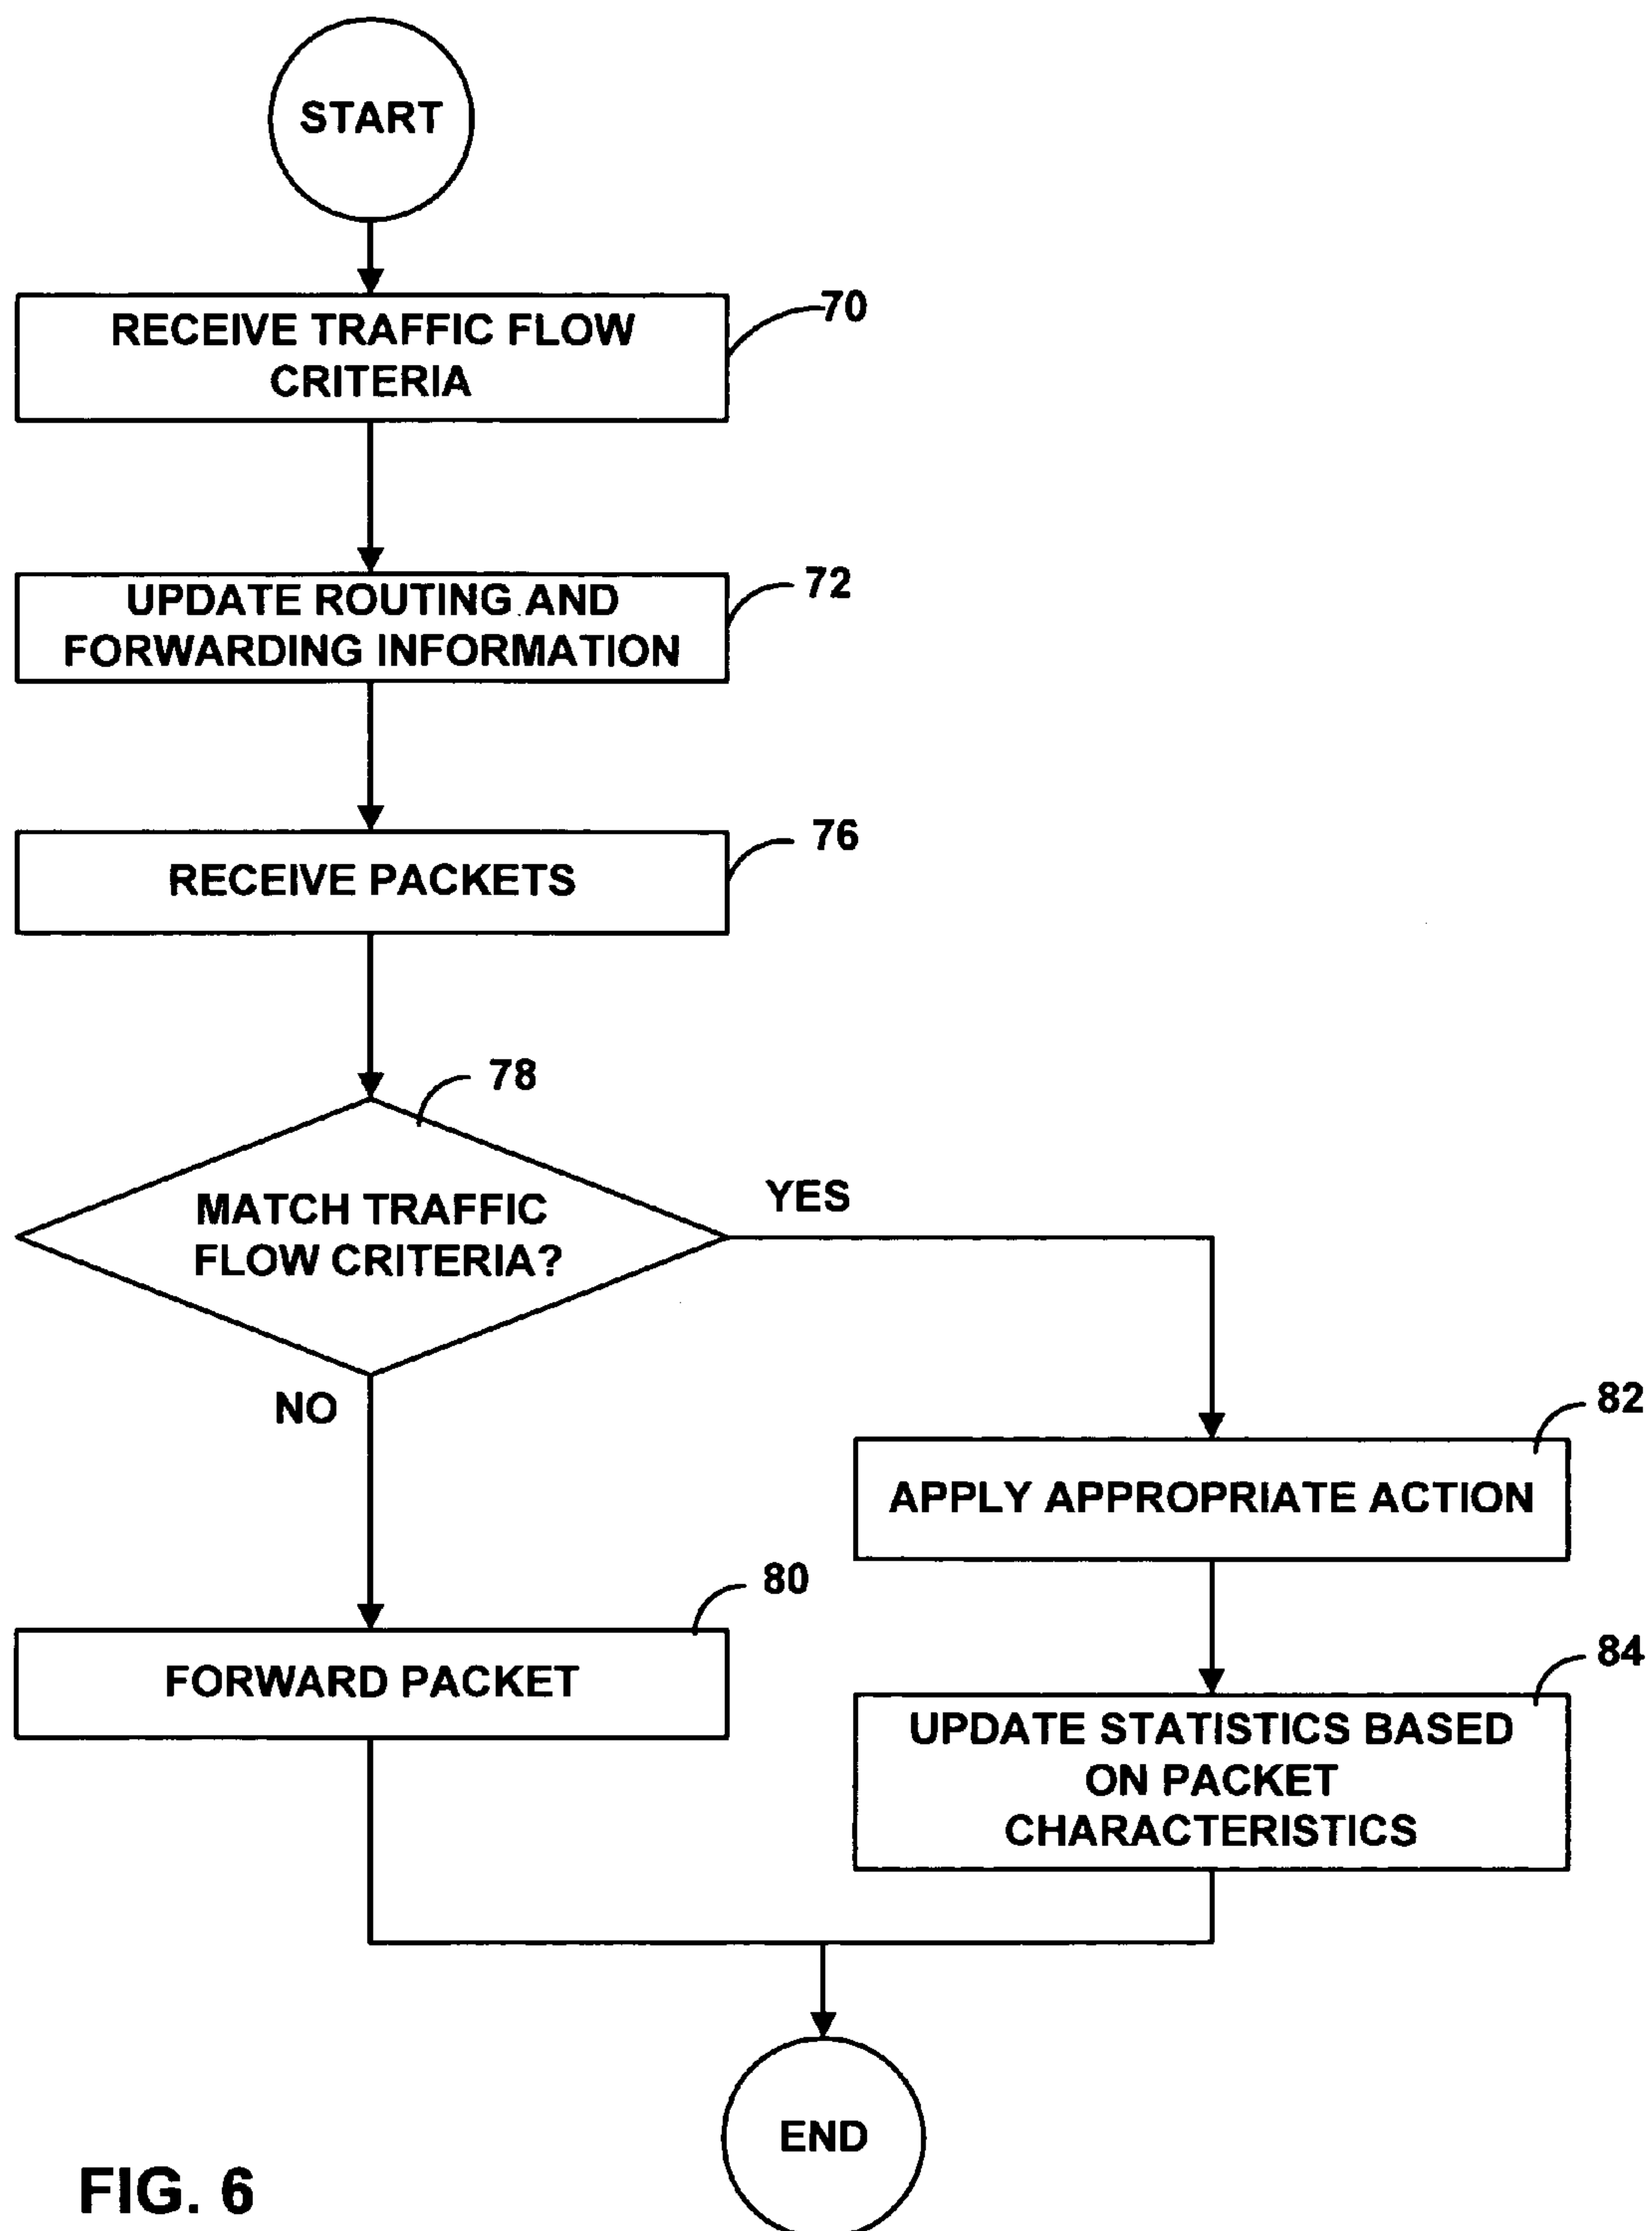 START
RECEIVE TRAFFIC FLOW
CRITERIA
70
UPDATE ROUTING AND
FORWARDING INFORMATION
72
RECEIVE PACKETS
76
78
MATCH TRAFFIC
FLOW CRITERIA?
YES
NO
82
APPLY APPROPRIATE ACTION
80
FORWARD PACKET
84
UPDATE STATISTICS BASED
ON PACKET
CHARACTERISTICS
END
FIG. 6